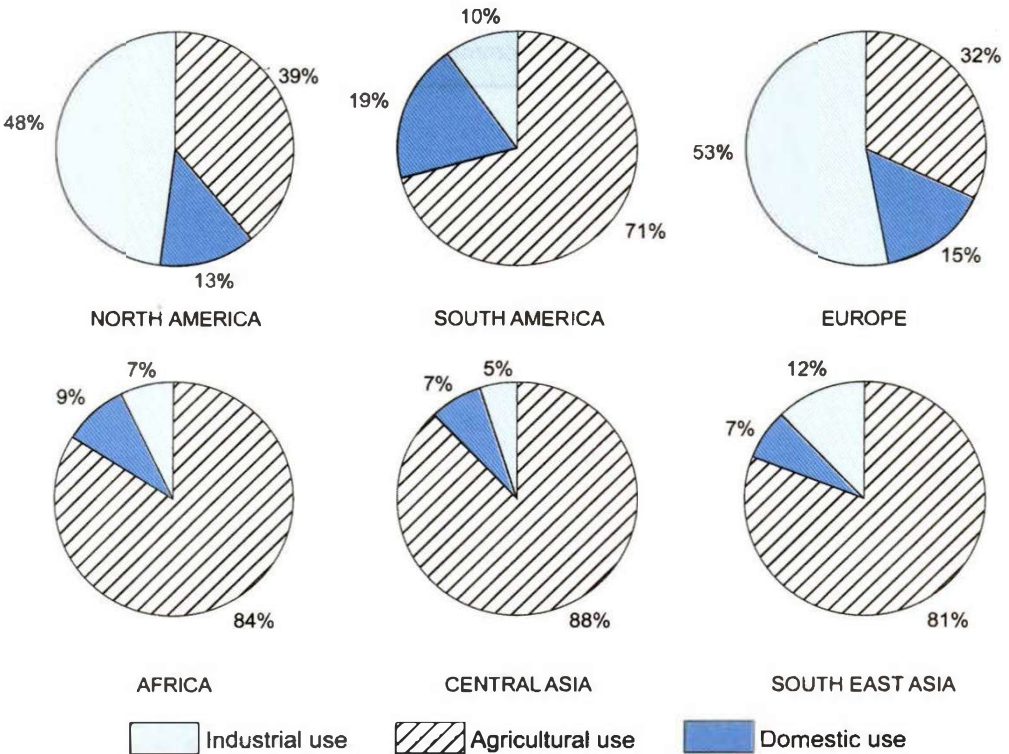 10%
39%
19%
32%
48%
53%
71%
13%
15%
NORTH AMERICA
SOUTH AMERICA
EUROPE
7%
9%
5%
7%
12%
7%
84%
88%
81%
AFRICA
CENTRAL ASIA
SOUTH EAST ASIA
Industrial use
Agricultural use
Domestic use